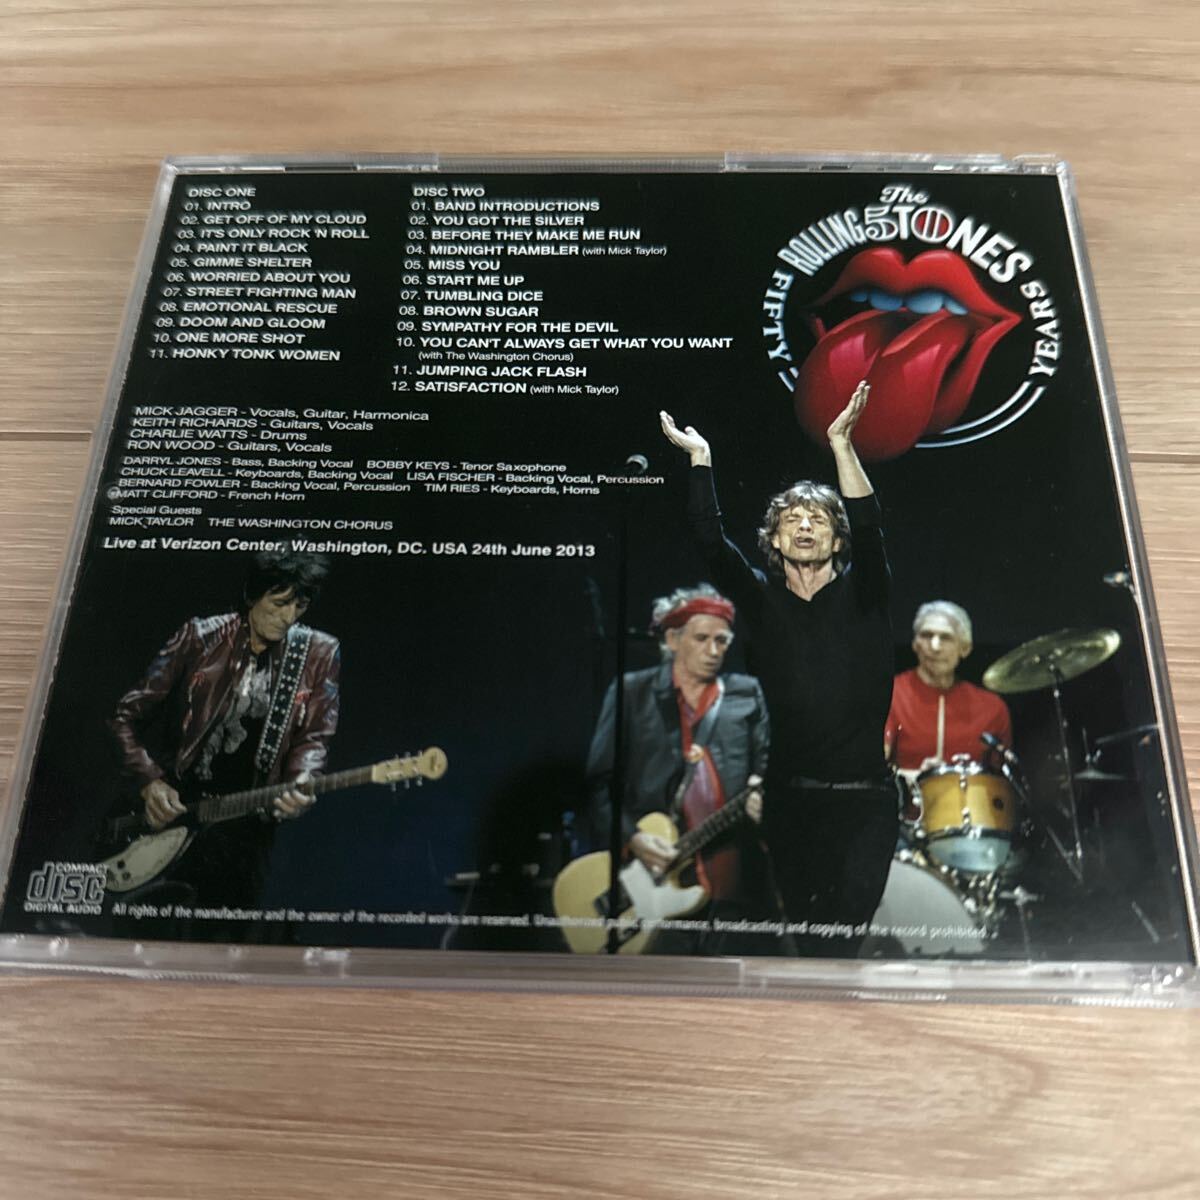 DISC ONE
01. INTRO
02. GET OFF OF MY CLOUD
03. IT'S ONLY ROCK 'N ROLL
04. PAINT IT BLACK
05. GIMME SHELTER
06. WORRIED ABOUT YOU
07. STREET FIGHTING MAN
08. EMOTIONAL RESCUE
09. DOOM AND GLOOM
10. ONE MORE SHOT
11. HONKY TONK WOMEN
DISC TWO
01. BAND INTRODUCTIONS
02. YOU GOT THE SILVER
03. BEFORE THEY MAKE ME RUN
04. MIDNIGHT RAMBLER (with Mick Taylor)
05. MISS YOU
06. START ME UP
07. TUMBLING DICE
08. BROWN SUGAR
09. SYMPATHY FOR THE DEVIL
10. YOU CAN'T ALWAYS GET WHAT YOU WANT
(with The Washington Chorus)
11. JUMPING JACK FLASH
12. SATISFACTION (with Mick Taylor)
The
ROLLING STONES
50
FIFTY YEARS
MICK JAGGER - Vocals, Guitar, Harmonica
KEITH RICHARDS - Guitars, Vocals
CHARLIE WATTS - Drums
RON WOOD - Guitars, Vocals
DARRYL JONES - Bass, Backing Vocal BOBBY KEYS - Tenor Saxophone
CHUCK LEAVELL - Keyboards, Backing Vocal LISA FISCHER - Backing Vocal, Percussion
BERNARD FOWLER - Backing Vocal, Percussion TIM RIES - Keyboards, Horns
MATT CLIFFORD - French Horn
Special Guests
MICK TAYLOR THE WASHINGTON CHORUS
Live at Verizon Center, Washington, DC. USA 24th June 2013
COMPACT
disc
DIGITAL AUDIO
All rights of the manufacturer and the owner of the recorded works are reserved. Unauthorized public performance, broadcasting and copying of the record prohibited.